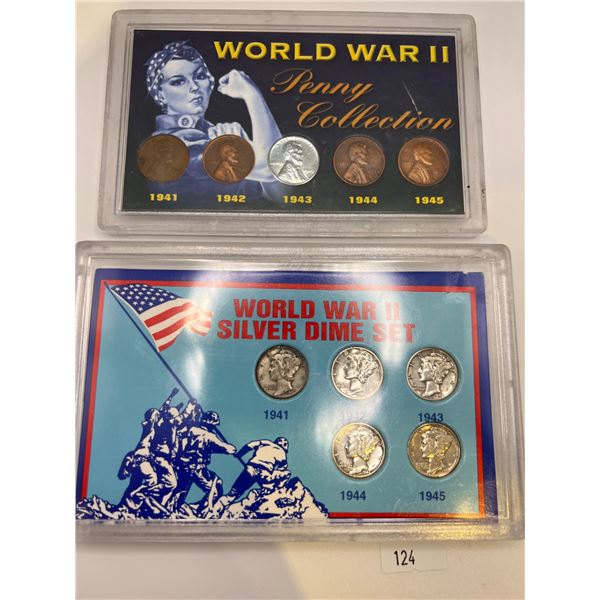 WORLD WAR II
Penny
Collection
1941 1942 1943 1944 1945
WORLD WAR II
SILVER DIME SET
1941 1942 1943
1944 1945
124